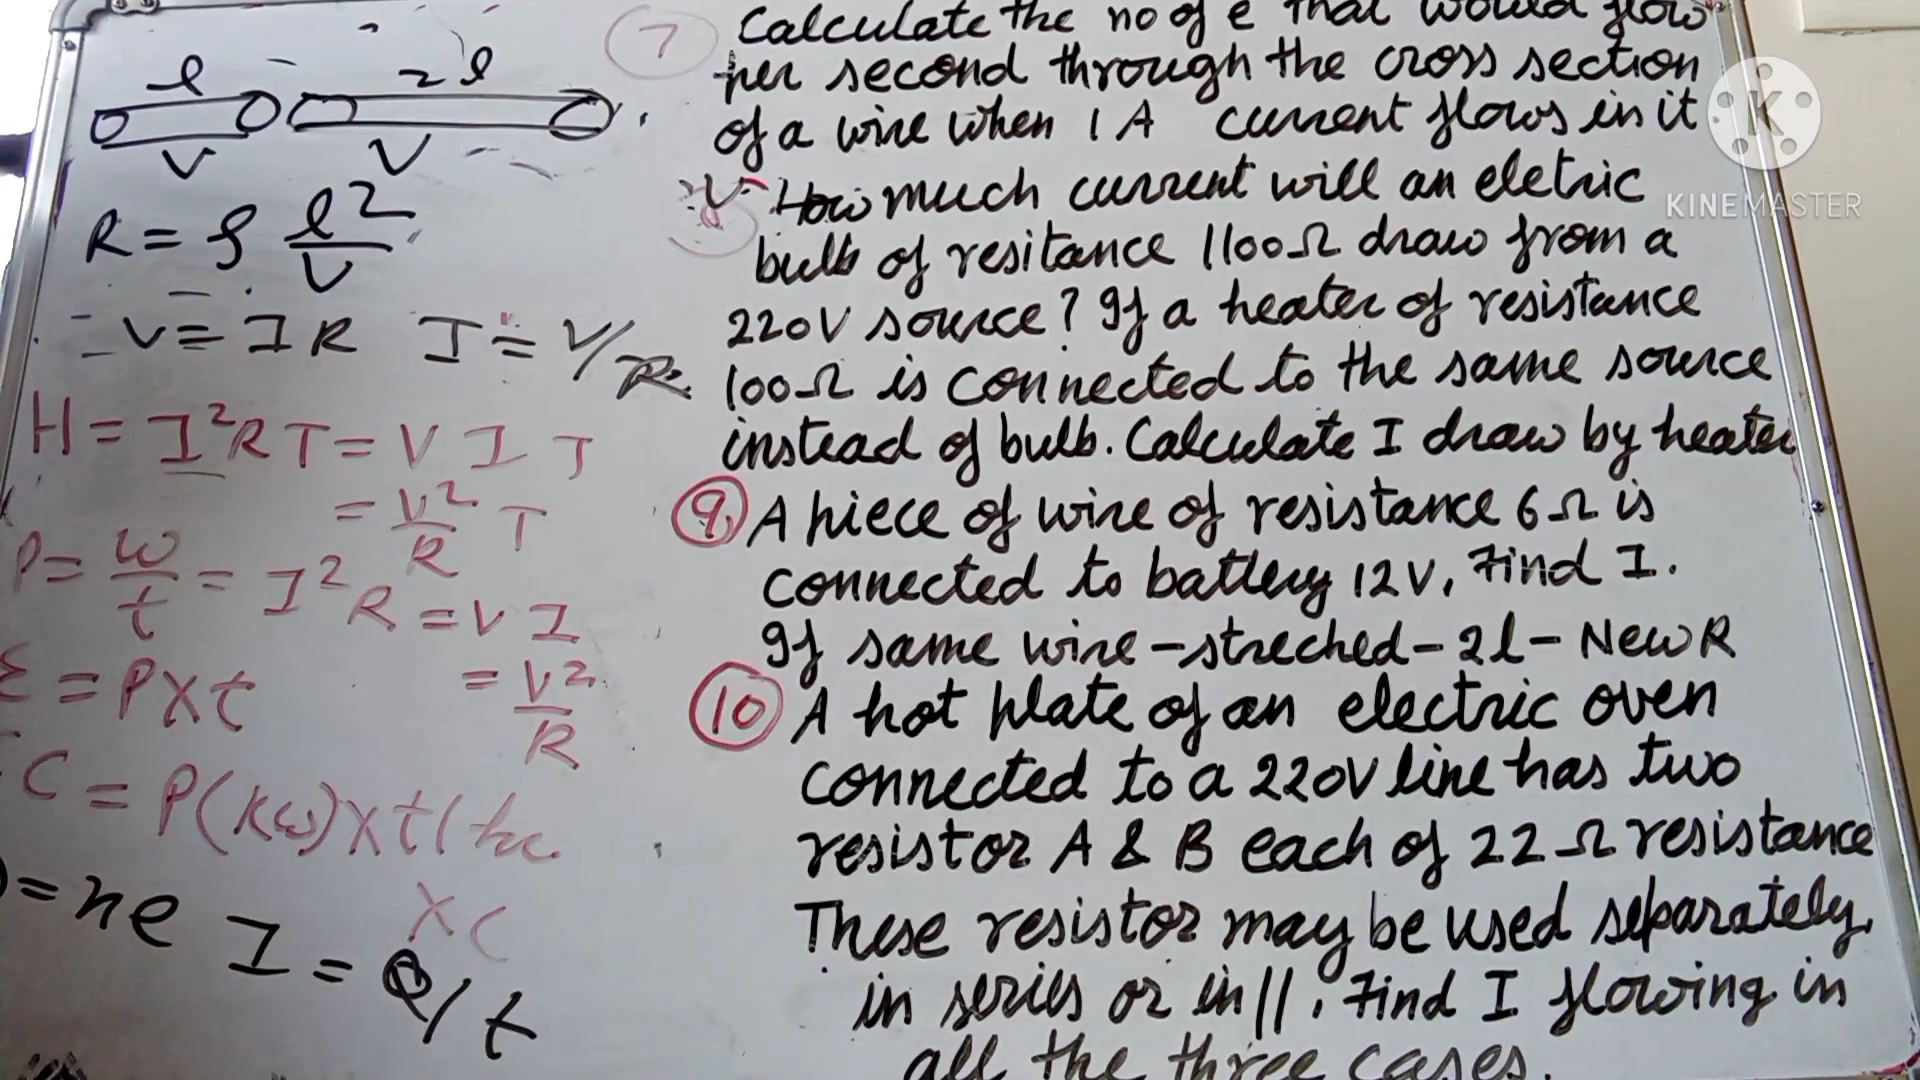 l 2l
V V
R = ρ l²/V
V = IR I = V/R
H = I²RT = VIT
= V²/R T
P = W/t = I²R = VI
= V²/R
E = P×t
C = P(kw)×t(hr
×C
=ne I = Q/t
7 Calculate the no of e that would flow
per second through the cross section
of a wire when 1A current flows in it
How much current will an eletric
bulb of resitance 1100Ω draw from a
220V source? If a heater of resistance
100Ω is connected to the same source
instead of bulb. Calculate I draw by heater
9 A piece of wire of resistance 6Ω is
connected to battery 12V, Find I.
If same wire-streched-2l-New R
10 A hot plate of an electric oven
connected to a 220V line has two
resistor A & B each of 22Ω resistance
These resistor may be used separately,
in series or in ||. Find I flowing in
all the three cases.
K
KINEMASTER